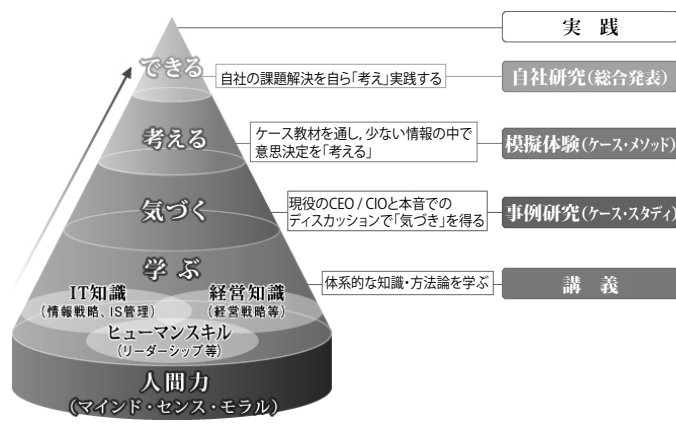 実 践
できる
自社の課題解決を自ら「考え」実践する
自社研究(総合発表)
考える
ケース教材を通し, 少ない情報の中で
意思決定を「考える」
模擬体験(ケース・メソッド)
気づく
現役のCEO / CIOと本音での
ディスカッションで「気づき」を得る
事例研究(ケース・スタディ)
学 ぶ
体系的な知識・方法論を学ぶ
講 義
IT知識
(情報戦略、IS管理)
経営知識
(経営戦略等)
ヒューマンスキル
(リーダーシップ等)
人間力
(マインド・センス・モラル)